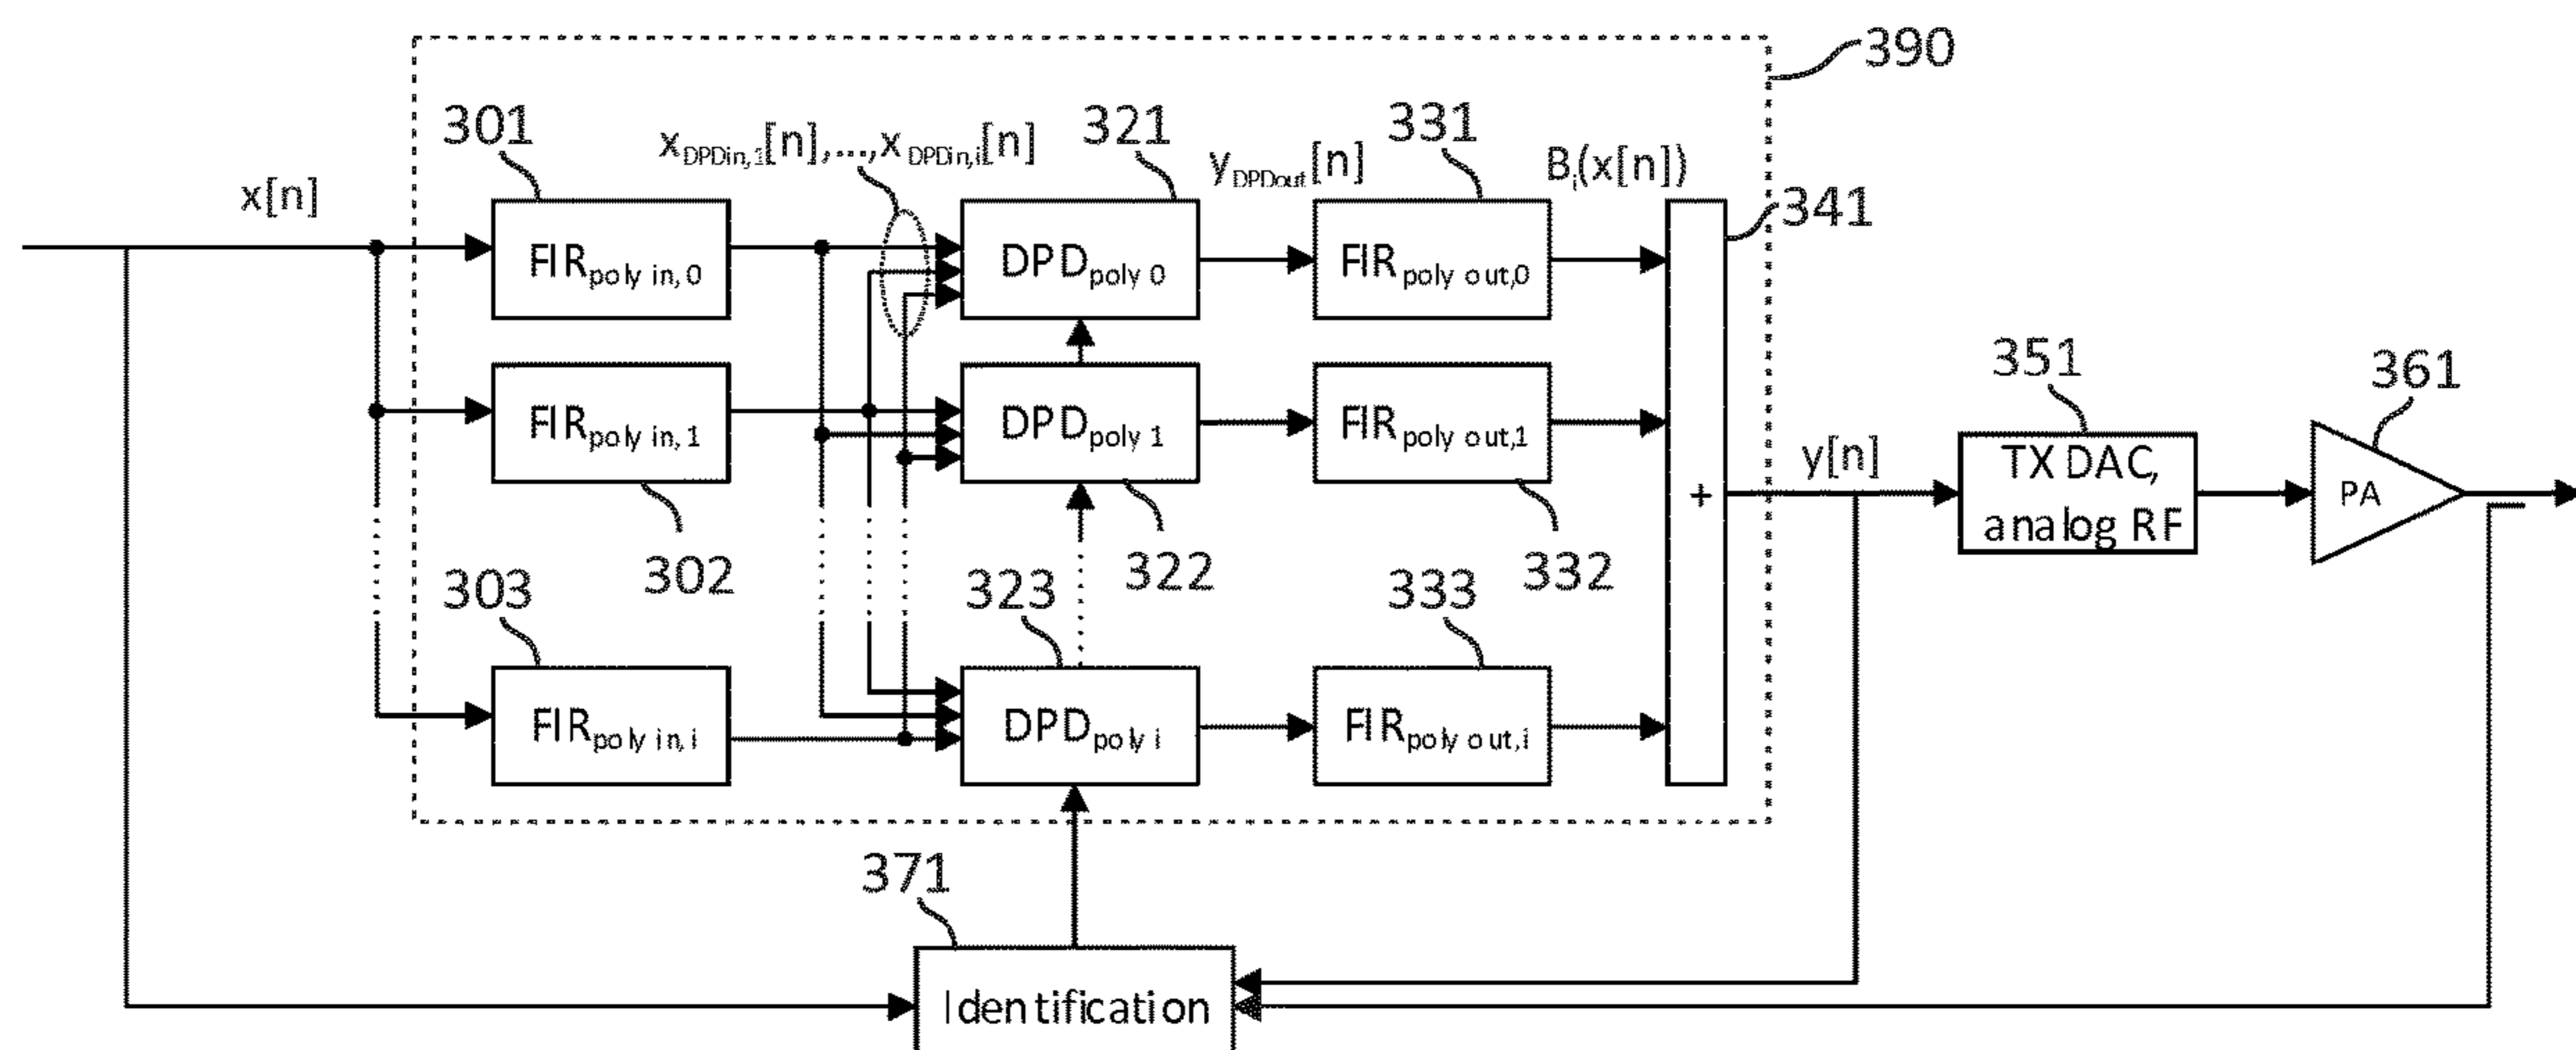 390
301
x_DPDin,1[n],...,x_DPDin,i[n]
321
y_DPDout[n]
331
B_i(x[n])
341
x[n]
FIR_poly in, 0
DPD_poly 0
FIR_poly out,0
FIR_poly in, 1
DPD_poly 1
FIR_poly out,1
351
361
y[n]
TX DAC,
analog RF
PA
+
302
322
332
303
323
333
FIR_poly in, i
DPD_poly i
FIR_poly out,i
371
Identification